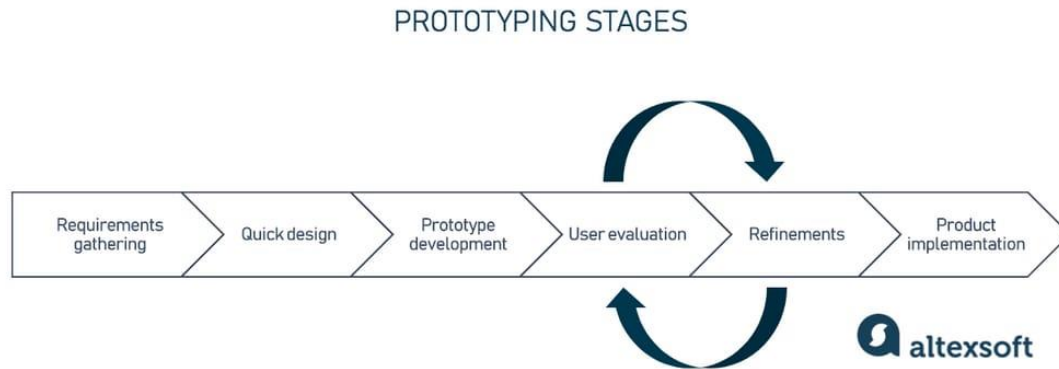 PROTOTYPING STAGES
Requirements
gathering
Quick design
Prototype
development
User evaluation
Refinements
Product
implementation
altexsoft